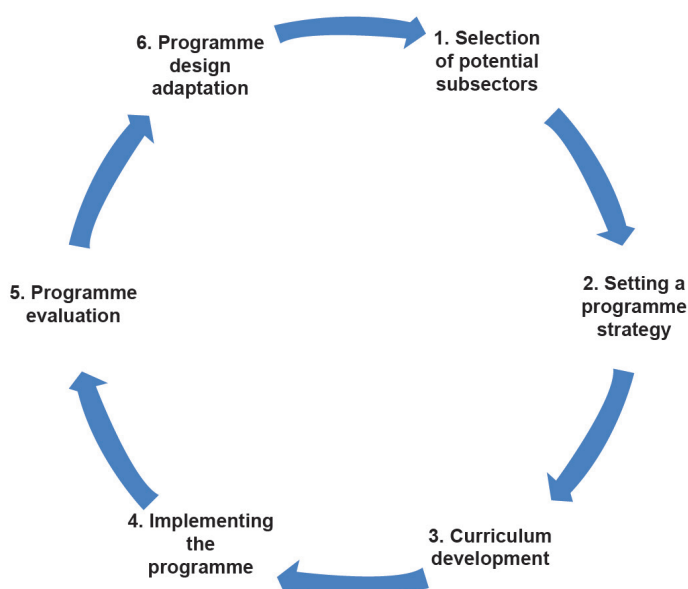 1. Selection
of potential
subsectors
2. Setting a
programme
strategy
3. Curriculum
development
4. Implementing
the
programme
5. Programme
evaluation
6. Programme
design
adaptation